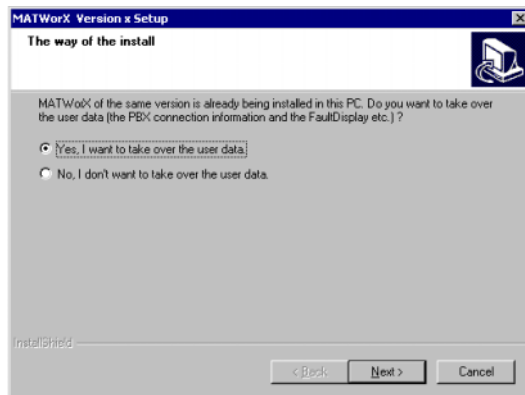 MATWorX Version x Setup
The way of the install
MATWorX of the same version is already being installed in this PC. Do you want to take over
the user data (the PBX connection information and the FaultDisplay etc.) ?
Yes, I want to take over the user data.
No, I don't want to take over the user data.
InstallShield
< Back
Next >
Cancel